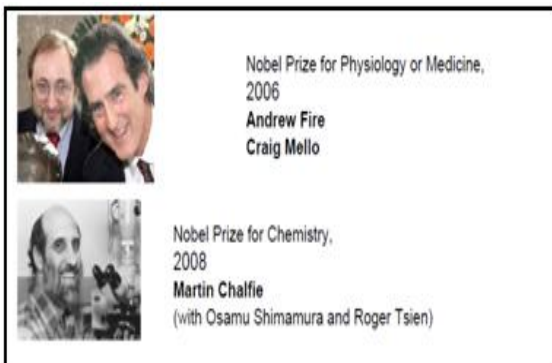 Nobel Prize for Physiology or Medicine,
2006
Andrew Fire
Craig Mello
Nobel Prize for Chemistry,
2008
Martin Chalfie
(with Osamu Shimamura and Roger Tsien)